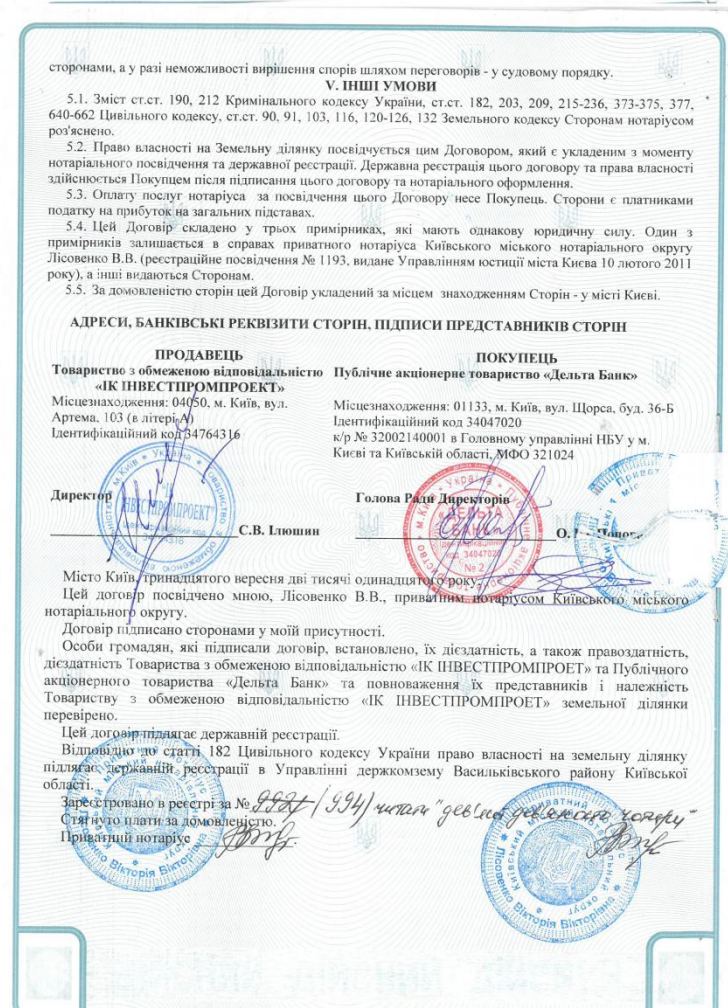 сторонами, а у разі неможливості вирішення спорів шляхом переговорів - у судовому порядку.
V. ІНШІ УМОВИ
5.1. Зміст ст.ст. 190, 212 Кримінального кодексу України, ст.ст. 182, 203, 209, 215-236, 373-375, 377,
640-662 Цивільного кодексу, ст.ст. 90, 91, 103, 116, 120-126, 132 Земельного кодексу Сторонам нотаріусом
роз'яснено.
5.2. Право власності на Земельну ділянку посвідчується цим Договором, який є укладеним з моменту
нотаріального посвідчення та державної реєстрації. Державна реєстрація цього договору та права власності
здійснюється Покупцем після підписання цього договору та нотаріального оформлення.
5.3. Оплату послуг нотаріуса за посвідчення цього Договору несе Покупець. Сторони є платниками
податку на прибуток на загальних підставах.
5.4. Цей Договір складено у трьох примірниках, які мають однакову юридичну силу. Один з
примірників залишається в справах приватного нотаріуса Київського міського нотаріального округу
Лісовенко В.В. (реєстраційне посвідчення № 1193, видане Управлінням юстиції міста Києва 10 лютого 2011
року), а інші видаються Сторонам.
5.5. За домовленістю сторін цей Договір укладений за місцем знаходженням Сторін - у місті Києві.
АДРЕСИ, БАНКІВСЬКІ РЕКВІЗИТИ СТОРІН, ПІДПИСИ ПРЕДСТАВНИКІВ СТОРІН
ПРОДАВЕЦЬ
Товариство з обмеженою відповідальністю
«ІК ІНВЕСТПРОМПРОЕКТ»
Місцезнаходження: 04050, м. Київ, вул.
Артема, 103 (в літері А)
Ідентифікаційний код 34764316
Директор
С.В. Ілюшин
ПОКУПЕЦЬ
Публічне акціонерне товариство «Дельта Банк»
Місцезнаходження: 01133, м. Київ, вул. Щорса, буд. 36-Б
Ідентифікаційний код 34047020
к/р № 32002140001 в Головному управлінні НБУ у м.
Києві та Київській області, МФО 321024
Голова Ради Директорів
Місто Київ, тринадцятого вересня дві тисячі одинадцятого року.
Цей договір посвідчено мною, Лісовенко В.В., приватним нотаріусом Київського міського
нотаріального округу.
Договір підписано сторонами у моїй присутності.
Особи громадян, які підписали договір, встановлено, їх дієздатність, а також правоздатність,
дієздатність Товариства з обмеженою відповідальністю «ІК ІНВЕСТПРОМПРОЕТ» та Публічного
акціонерного товариства «Дельта Банк» та повноваження їх представників і належність
Товариству з обмеженою відповідальністю «ІК ІНВЕСТПРОМПРОЕТ» земельної ділянки
перевірено.
Цей договір підлягає державній реєстрації.
Відповідно до статті 182 Цивільного кодексу України право власності на земельну ділянку
підлягає державній реєстрації в Управлінні держкомзему Васильківського району Київської
області.
Зареєстровано в реєстрі за № (994) читати "дев'ятсот дев'яносто чотири"
Стягнуто плати за домовленістю.
Приватний нотаріус